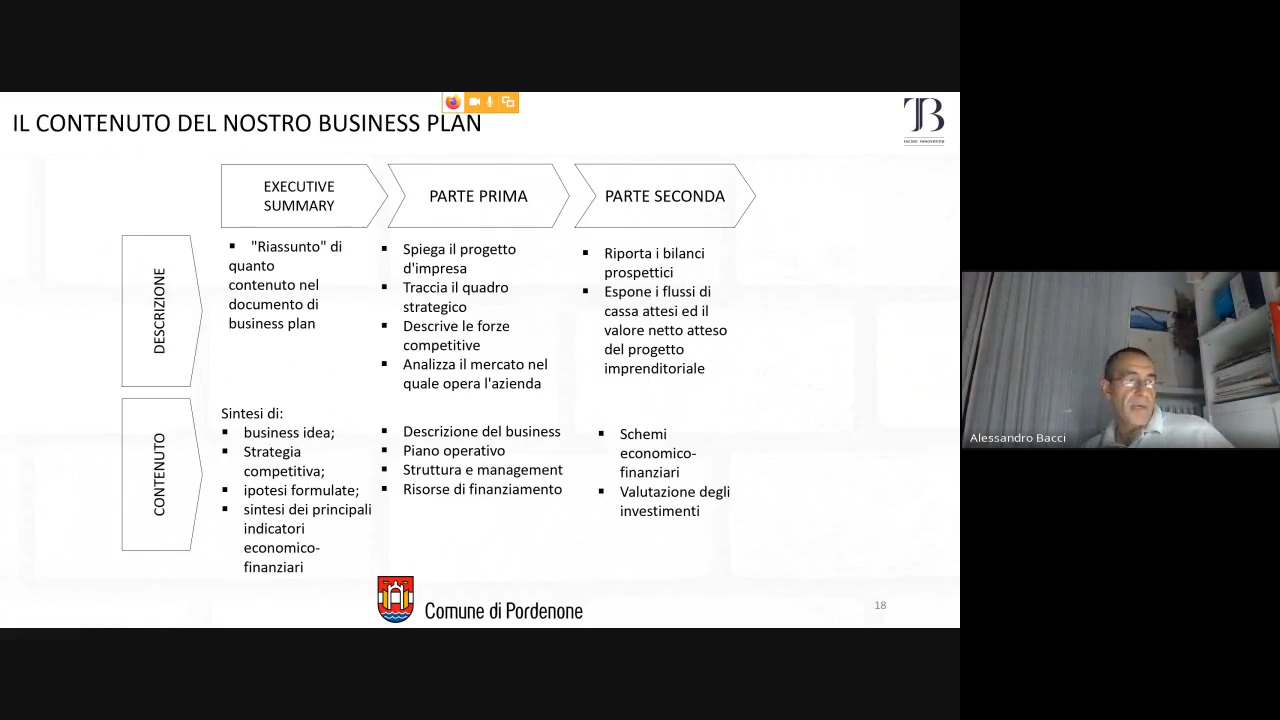 IL CONTENUTO DEL NOSTRO BUSINESS PLAN
TB
FACING INNOVATION
EXECUTIVE
SUMMARY
PARTE PRIMA
PARTE SECONDA
DESCRIZIONE
▪ "Riassunto" di
quanto
contenuto nel
documento di
business plan
▪ Spiega il progetto
d'impresa
▪ Traccia il quadro
strategico
▪ Descrive le forze
competitive
▪ Analizza il mercato nel
quale opera l'azienda
▪ Riporta i bilanci
prospettici
▪ Espone i flussi di
cassa attesi ed il
valore netto atteso
del progetto
imprenditoriale
CONTENUTO
Sintesi di:
▪ business idea;
▪ Strategia
competitiva;
▪ ipotesi formulate;
▪ sintesi dei principali
indicatori
economico-
finanziari
▪ Descrizione del business
▪ Piano operativo
▪ Struttura e management
▪ Risorse di finanziamento
▪ Schemi
economico-
finanziari
▪ Valutazione degli
investimenti
Comune di Pordenone
18
Alessandro Bacci